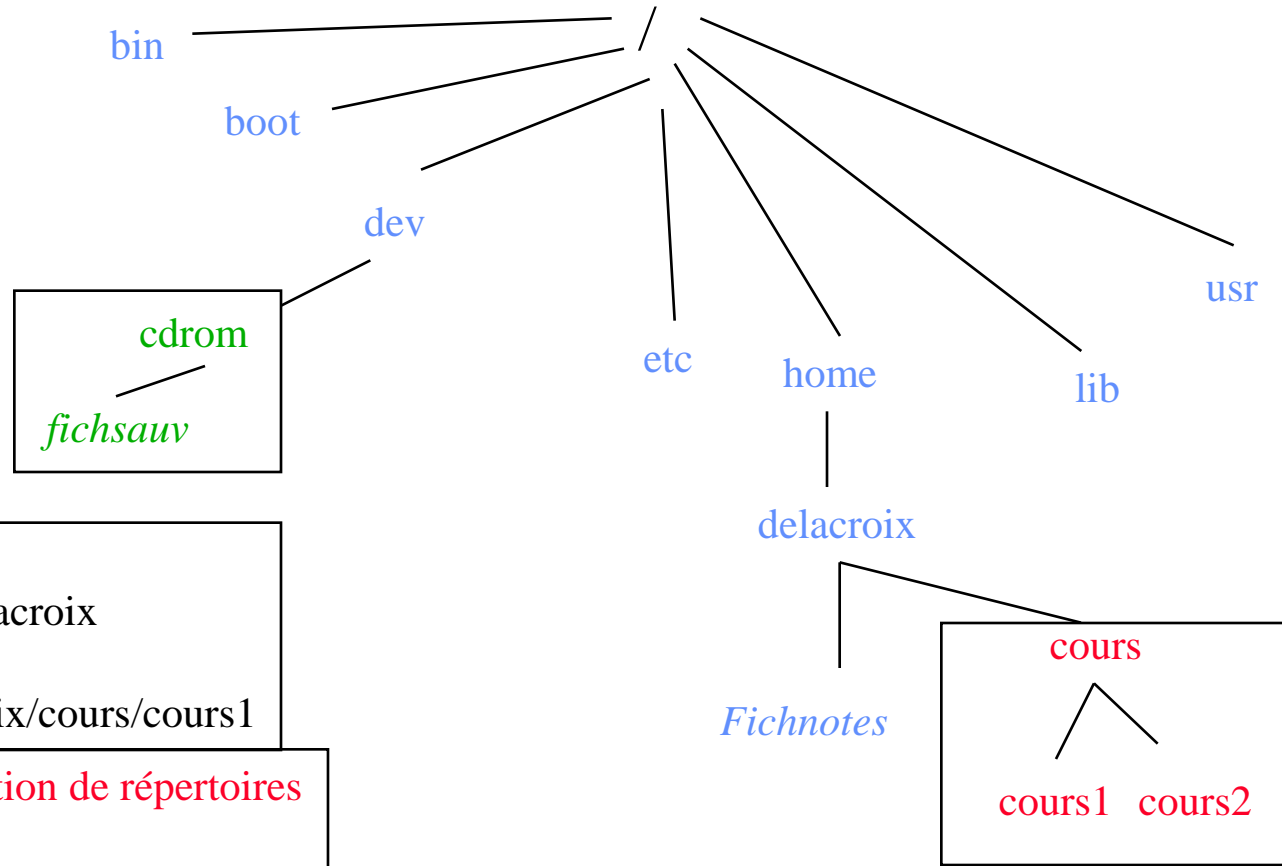 /
bin
boot
dev
usr
cdrom
etc
home
lib
fichsauv
delacroix
acroix
cours
ix/cours/cours1
Fichnotes
tion de répertoires
cours1 cours2